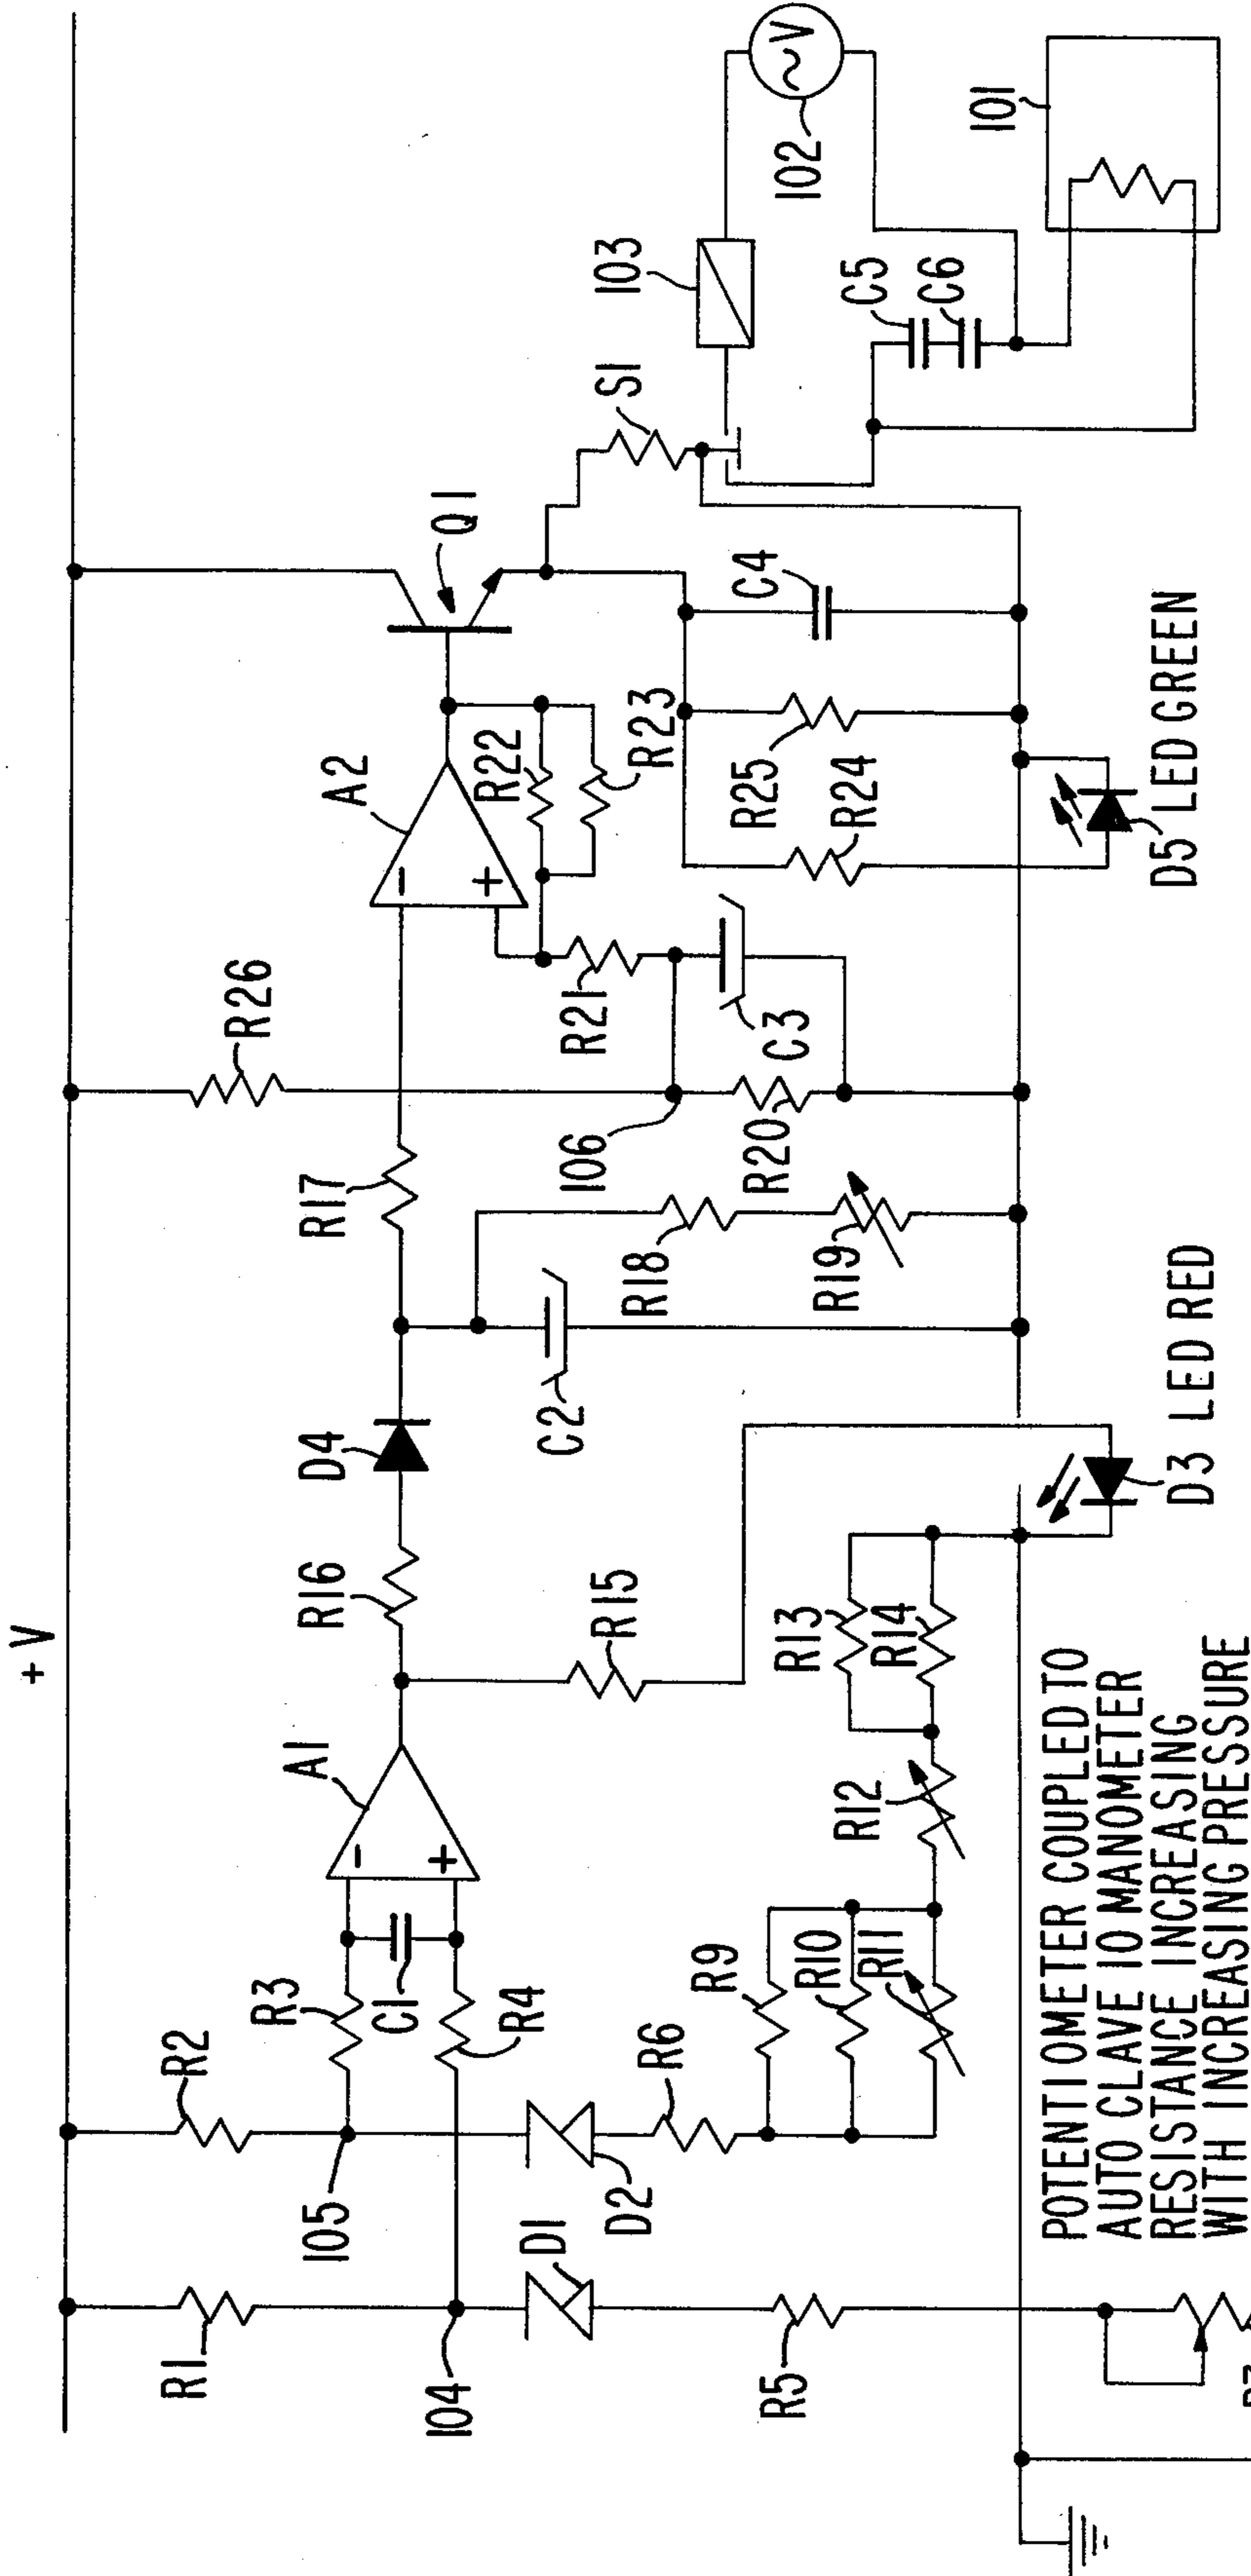 + V
R1
R2
105
104
R3
C1
R4
A1
-
+
D1
D2
R5
R6
R9
R10
R11
R12
R13
R14
R15
R16
D4
C2
R17
R18
R19
R26
106
R20
R21
C3
A2
-
+
R22
R23
Q1
R25
R24
C4
S1
103
102
V
C5
C6
101
D3 LED RED
D5 LED GREEN
POTENTIOMETER COUPLED TO
AUTO CLAVE 10 MANOMETER
RESISTANCE INCREASING
WITH INCREASING PRESSURE